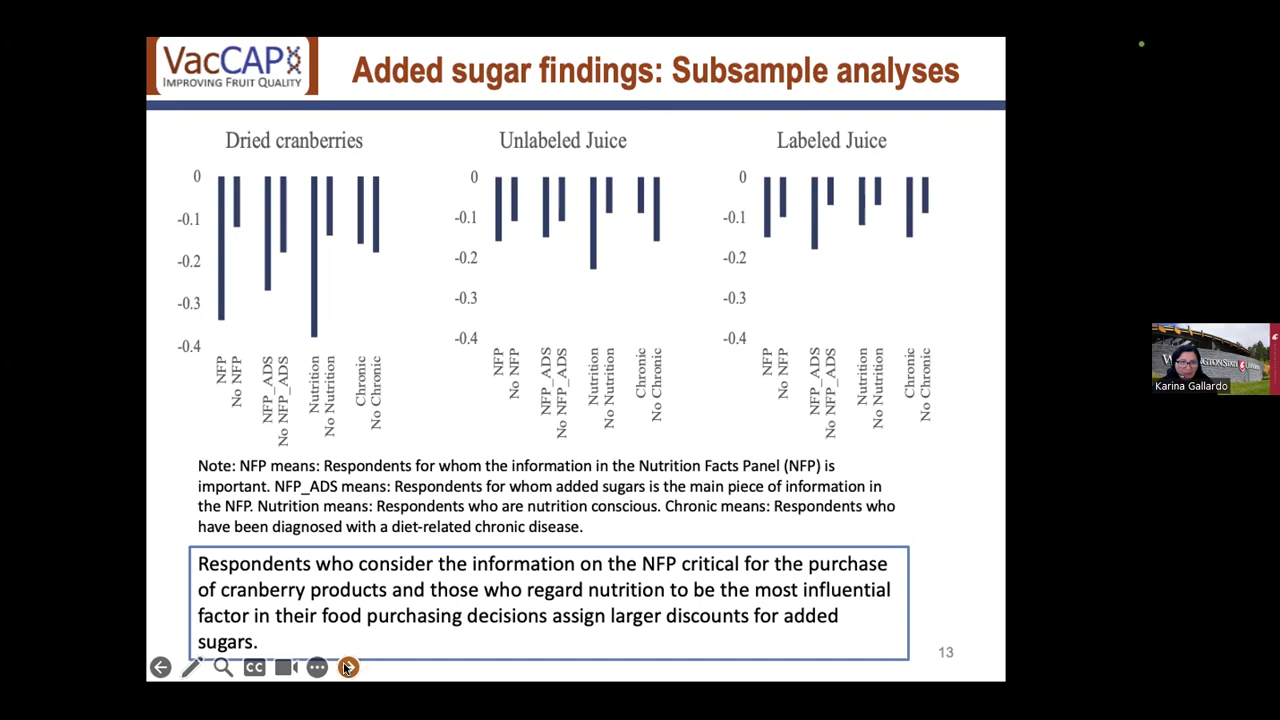 VacCAP
IMPROVING FRUIT QUALITY
Added sugar findings: Subsample analyses
Dried cranberries
0
-0.1
-0.2
-0.3
-0.4
NFP
No NFP
NFP_ADS
No NFP_ADS
Nutrition
No Nutrition
Chronic
No Chronic
Unlabeled Juice
0
-0.1
-0.2
-0.3
-0.4
NFP
No NFP
NFP_ADS
No NFP_ADS
Nutrition
No Nutrition
Chronic
No Chronic
Labeled Juice
0
-0.1
-0.2
-0.3
-0.4
NFP
No NFP
NFP_ADS
No NFP_ADS
Nutrition
No Nutrition
Chronic
No Chronic
Note: NFP means: Respondents for whom the information in the Nutrition Facts Panel (NFP) is
important. NFP_ADS means: Respondents for whom added sugars is the main piece of information in
the NFP. Nutrition means: Respondents who are nutrition conscious. Chronic means: Respondents who
have been diagnosed with a diet-related chronic disease.
Respondents who consider the information on the NFP critical for the purchase
of cranberry products and those who regard nutrition to be the most influential
factor in their food purchasing decisions assign larger discounts for added
sugars.
CC
13
Karina Gallardo